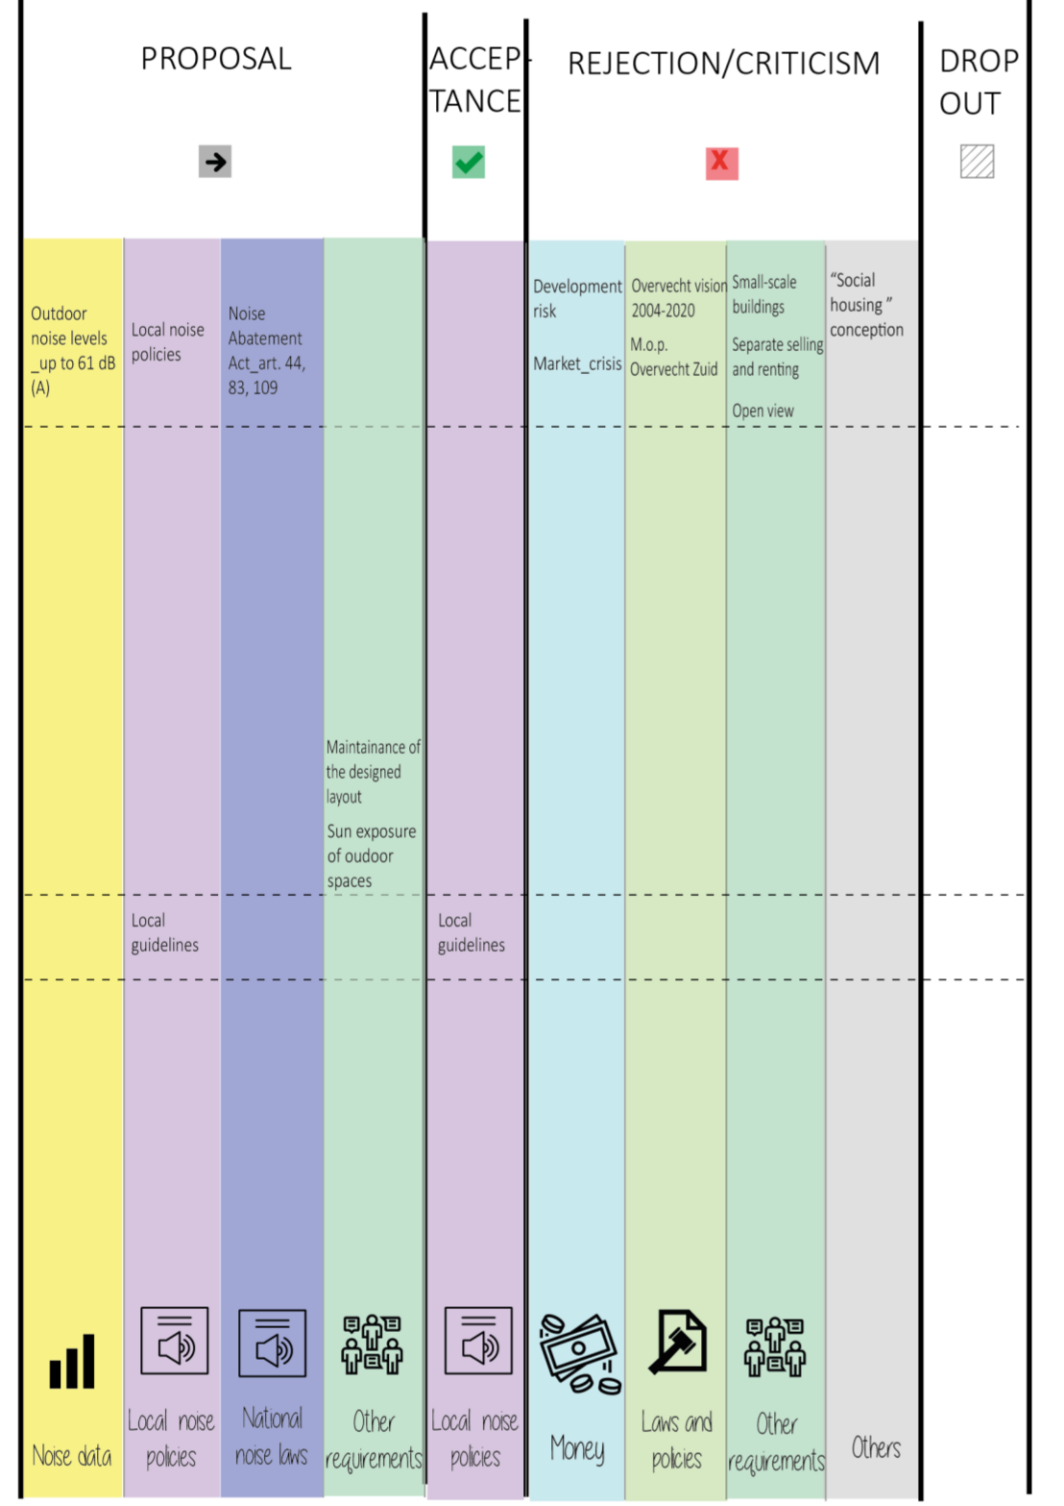 PROPOSAL
ACCEP-
TANCE
REJECTION/CRITICISM
DROP
OUT
X
Outdoor
noise levels
_up to 61 dB
(A)
Local noise
policies
Noise
Abatement
Act_art. 44,
83, 109
Development
risk
Market_crisis
Overvecht vision
2004-2020
M.o.p.
Overvecht Zuid
Small-scale
buildings
Separate selling
and renting
Open view
“Social
housing ”
conception
Maintainance of
the designed
layout
Sun exposure
of oudoor
spaces
Local
guidelines
Local
guidelines
Noise data
Local noise
policies
National
noise laws
Other
requirements
Local noise
policies
Money
Laws and
policies
Other
requirements
Others